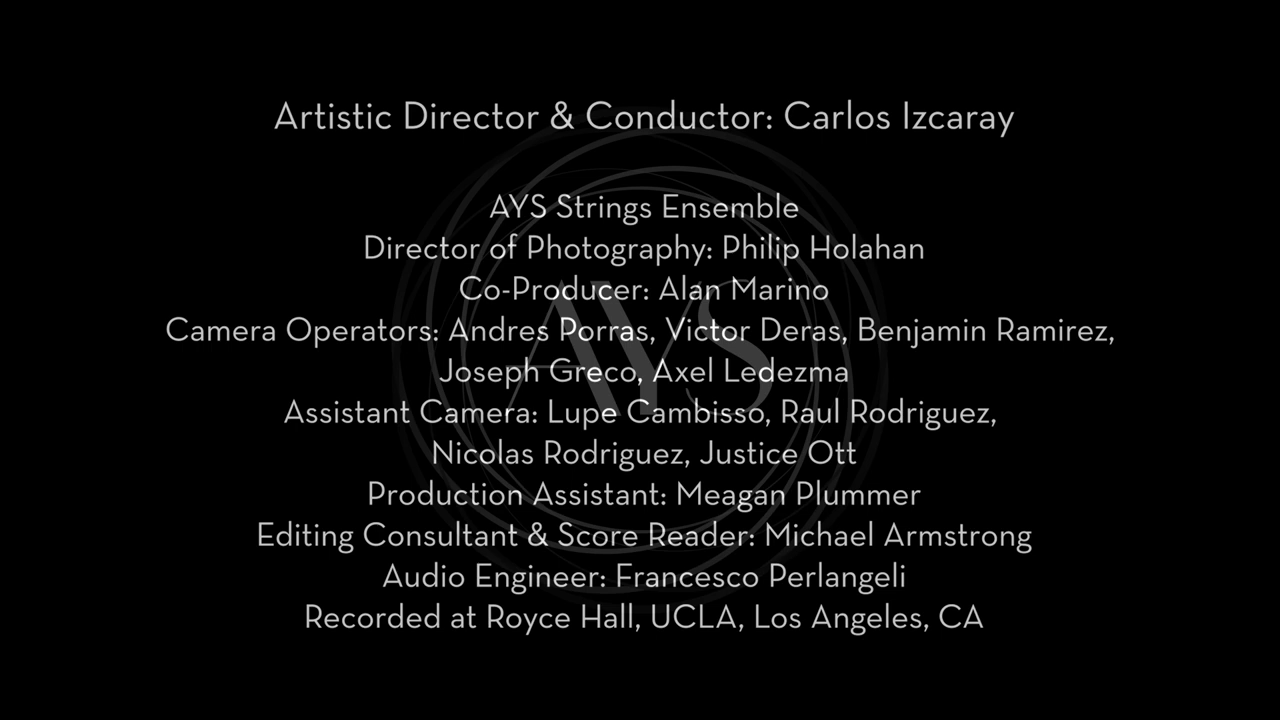 Artistic Director & Conductor: Carlos Izcaray
AYS Strings Ensemble
Director of Photography: Philip Holahan
Co-Producer: Alan Marino
Camera Operators: Andres Porras, Victor Deras, Benjamin Ramirez,
Joseph Greco, Axel Ledezma
AYS
Assistant Camera: Lupe Cambisso, Raul Rodriguez,
Nicolas Rodriguez, Justice Ott
Production Assistant: Meagan Plummer
Editing Consultant & Score Reader: Michael Armstrong
Audio Engineer: Francesco Perlangeli
Recorded at Royce Hall, UCLA, Los Angeles, CA